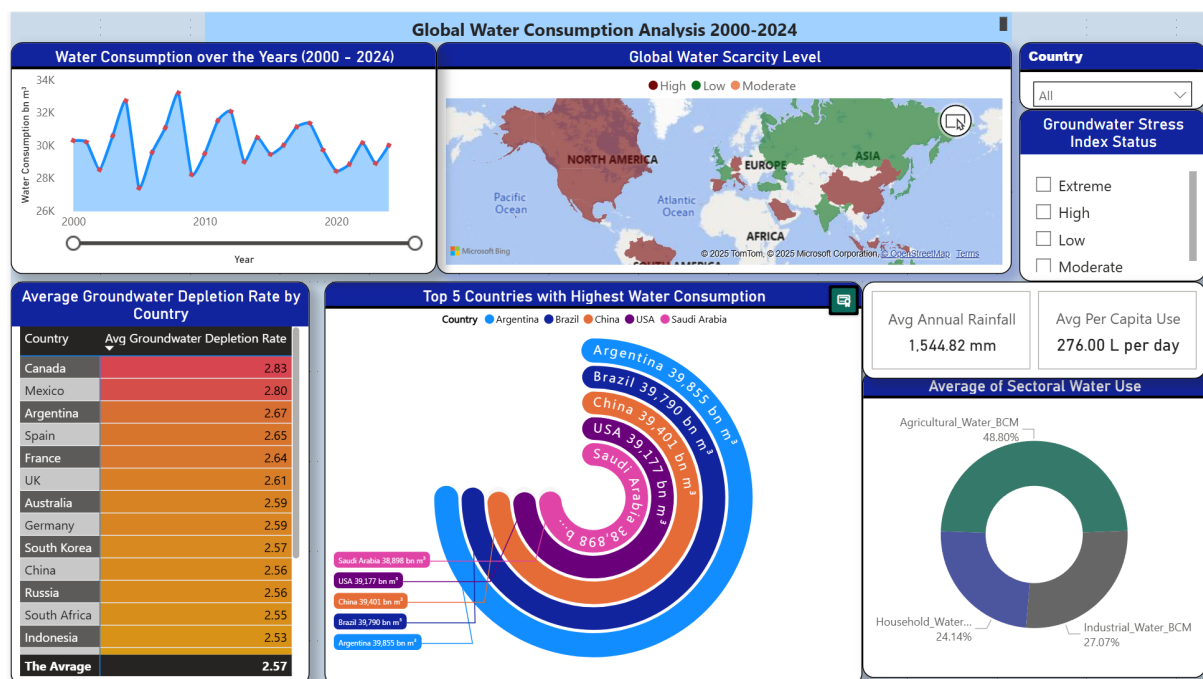 Global Water Consumption Analysis 2000-2024
Water Consumption over the Years (2000 - 2024)
Water Consumption bn m³
34K
32K
30K
28K
26K
2000
2010
2020
Year
Global Water Scarcity Level
High Low Moderate
NORTH AMERICA
EUROPE
ASIA
Pacific
Ocean
Atlantic
Ocean
AFRICA
SOUTH AMERICA
Microsoft Bing
© 2025 TomTom, © 2025 Microsoft Corporation, © OpenStreetMap Terms
Country
All
Groundwater Stress
Index Status
Extreme
High
Low
Moderate
Average Groundwater Depletion Rate by
Country
Country Avg Groundwater Depletion Rate
Canada 2.83
Mexico 2.80
Argentina 2.67
Spain 2.65
France 2.64
UK 2.61
Australia 2.59
Germany 2.59
South Korea 2.57
China 2.56
Russia 2.56
South Africa 2.55
Indonesia 2.53
The Avrage 2.57
Top 5 Countries with Highest Water Consumption
Country Argentina Brazil China USA Saudi Arabia
Argentina 39,855 bn m³
Brazil 39,790 bn m³
China 39,401 bn m³
USA 39,177 bn m³
Saudi Arabia 38,898 b...
Saudi Arabia 38,898 bn m³
USA 39,177 bn m³
China 39,401 bn m³
Brazil 39,790 bn m³
Argentina 39,855 bn m³
Avg Annual Rainfall
1,544.82 mm
Avg Per Capita Use
276.00 L per day
Average of Sectoral Water Use
Agricultural_Water_BCM
48.80%
Household_Water...
24.14%
Industrial_Water_BCM
27.07%